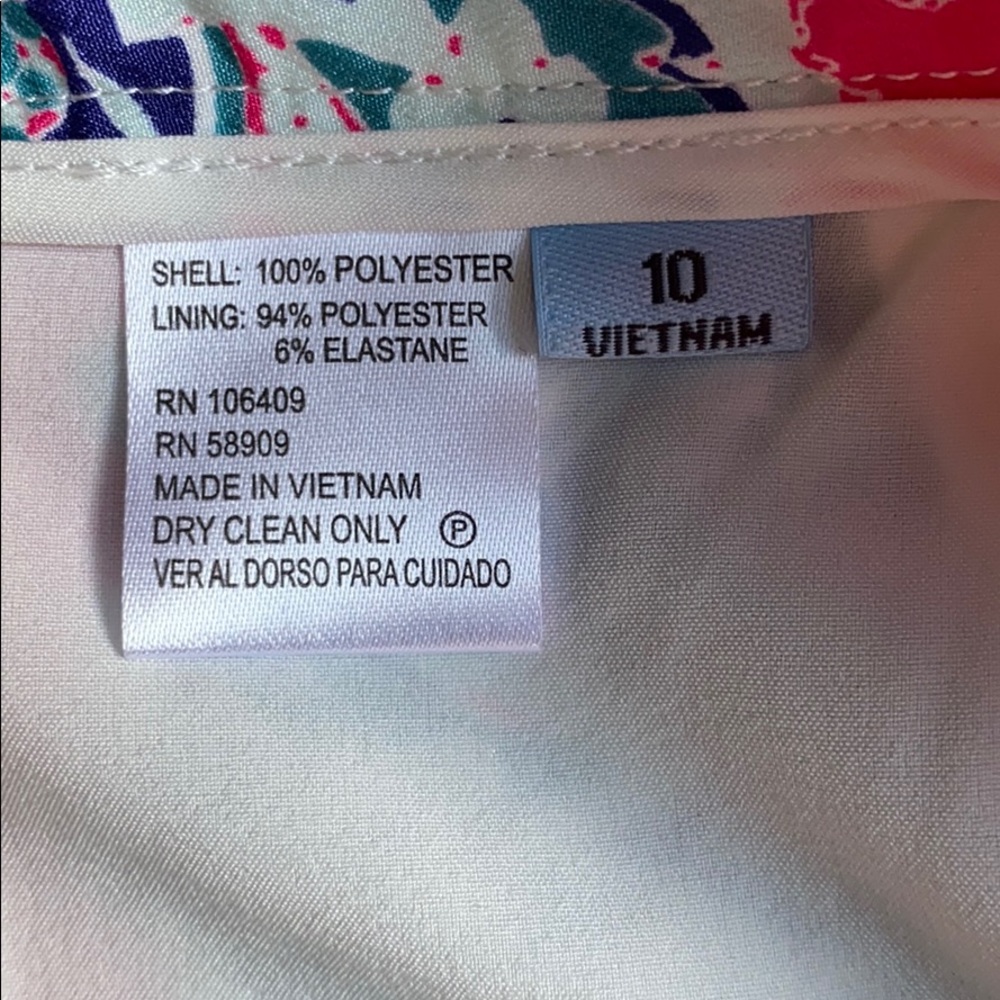 SHELL: 100% POLYESTER
LINING: 94% POLYESTER
6% ELASTANE
RN 106409
RN 58909
MADE IN VIETNAM
DRY CLEAN ONLY Ⓟ
VER AL DORSO PARA CUIDADO
10
VIETNAM